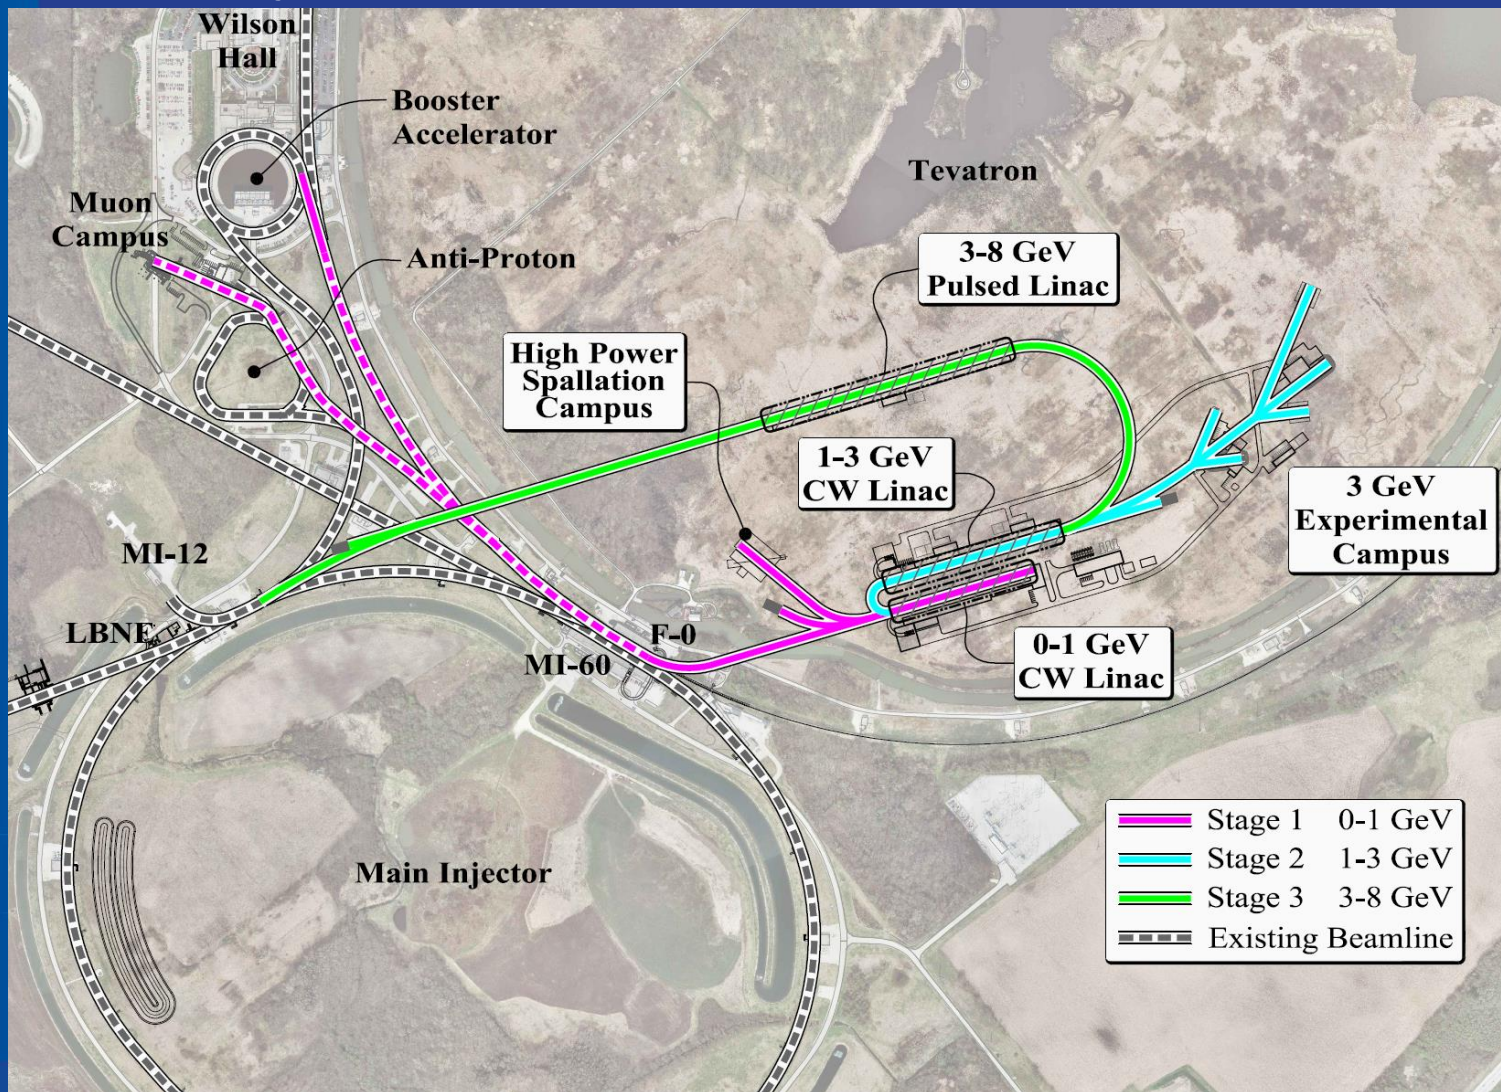 Wilson
Hall
Booster
Accelerator
Tevatron
Muon
Campus
Anti-Proton
3-8 GeV
Pulsed Linac
High Power
Spallation
Campus
1-3 GeV
CW Linac
3 GeV
Experimental
Campus
MI-12
LBNE
F-0
MI-60
0-1 GeV
CW Linac
Main Injector
Stage 1 0-1 GeV
Stage 2 1-3 GeV
Stage 3 3-8 GeV
Existing Beamline